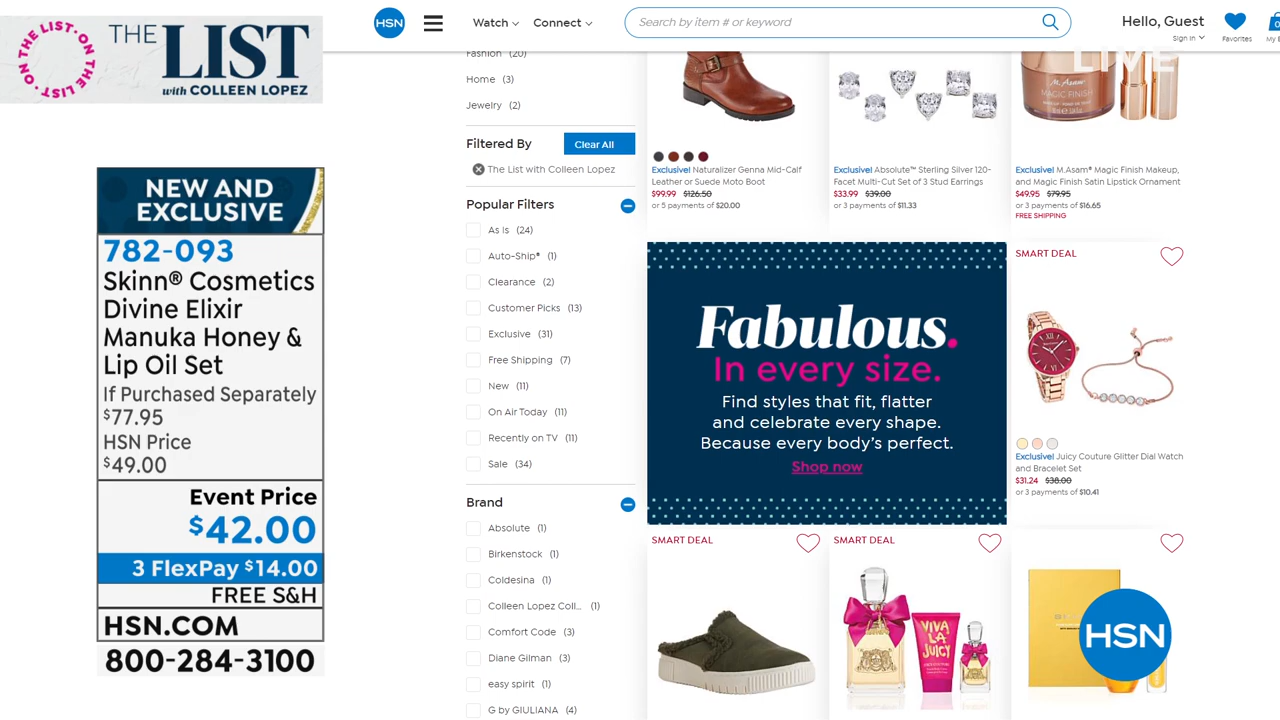 ON THE LIST·ON THE LIST·
THE LIST
with COLLEEN LOPEZ
NEW AND
EXCLUSIVE
782-093
Skinn® Cosmetics
Divine Elixir
Manuka Honey &
Lip Oil Set
If Purchased Separately
$77.95
HSN Price
$49.00
Event Price
$42.00
3 FlexPay $14.00
FREE S&H
HSN.COM
800-284-3100
HSN
Watch
Connect
Search by item # or keyword
Hello, Guest
Sign In
Favorites
LIVE
Fashion (20)
Home (3)
Jewelry (2)
Filtered By
Clear All
The List with Colleen Lopez
Popular Filters
As Is (24)
Auto-Ship® (1)
Clearance (2)
Customer Picks (13)
Exclusive (31)
Free Shipping (7)
New (11)
On Air Today (11)
Recently on TV (11)
Sale (34)
Brand
Absolute (1)
Birkenstock (1)
Coldesina (1)
Colleen Lopez Coll... (1)
Comfort Code (3)
Diane Gilman (3)
easy spirit (1)
G by GIULIANA (4)
Exclusive! Naturalizer Genna Mid-Calf
Leather or Suede Moto Boot
$99.99 $126.50
or 5 payments of $20.00
Exclusive! Absolute™ Sterling Silver 120-
Facet Multi-Cut Set of 3 Stud Earrings
$33.99 $39.00
or 3 payments of $11.33
M. Asam
MAGIC FINISH
Exclusive! M.Asam® Magic Finish Makeup,
and Magic Finish Satin Lipstick Ornament
$49.95 $79.95
or 3 payments of $16.65
FREE SHIPPING
Fabulous.
In every size.
Find styles that fit, flatter
and celebrate every shape.
Because every body's perfect.
Shop now
SMART DEAL
Exclusive! Juicy Couture Glitter Dial Watch
and Bracelet Set
$31.24 $38.00
or 3 payments of $10.41
SMART DEAL
SMART DEAL
VIVA
LA
JUICY
HSN